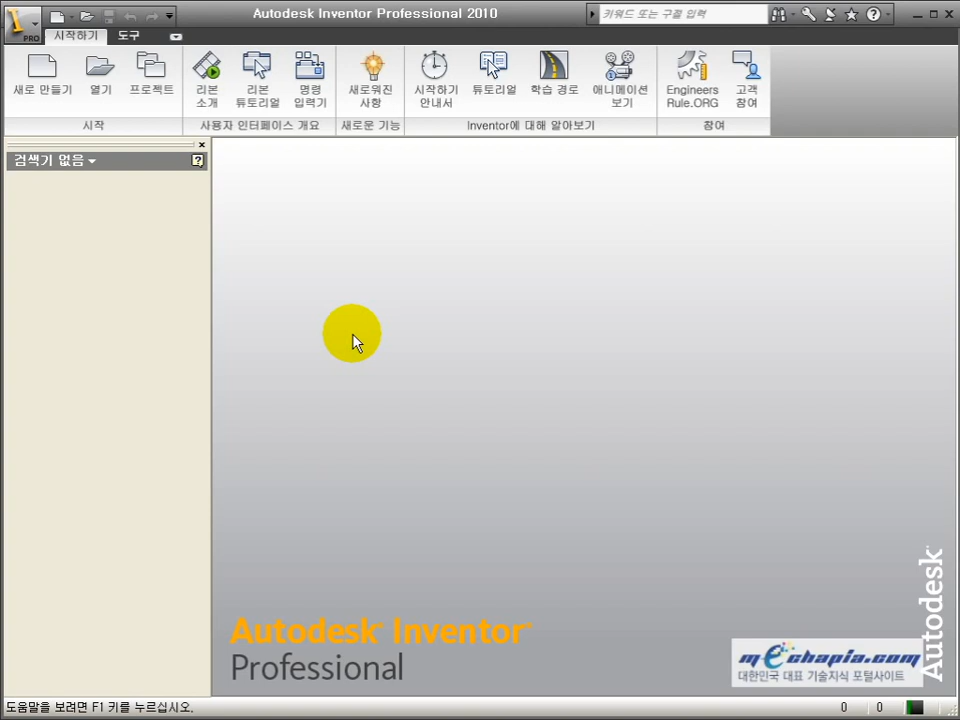 Autodesk Inventor Professional 2010
키워드 또는 구절 입력
PRO
시작하기 도구
새로 만들기 열기 프로젝트
리본 소개
리본 튜토리얼
명령 입력기
새로워진 사항
시작하기 안내서
튜토리얼 학습 경로
애니메이션 보기
Engineers Rule.ORG
고객 참여
시작 사용자 인터페이스 개요 새로운 기능 Inventor에 대해 알아보기 참여
검색기 없음
Autodesk Inventor
Professional
Autodesk
mechapia.com
대한민국 대표 기술지식 포털사이트
도움말을 보려면 F1 키를 누르십시오. 0 0